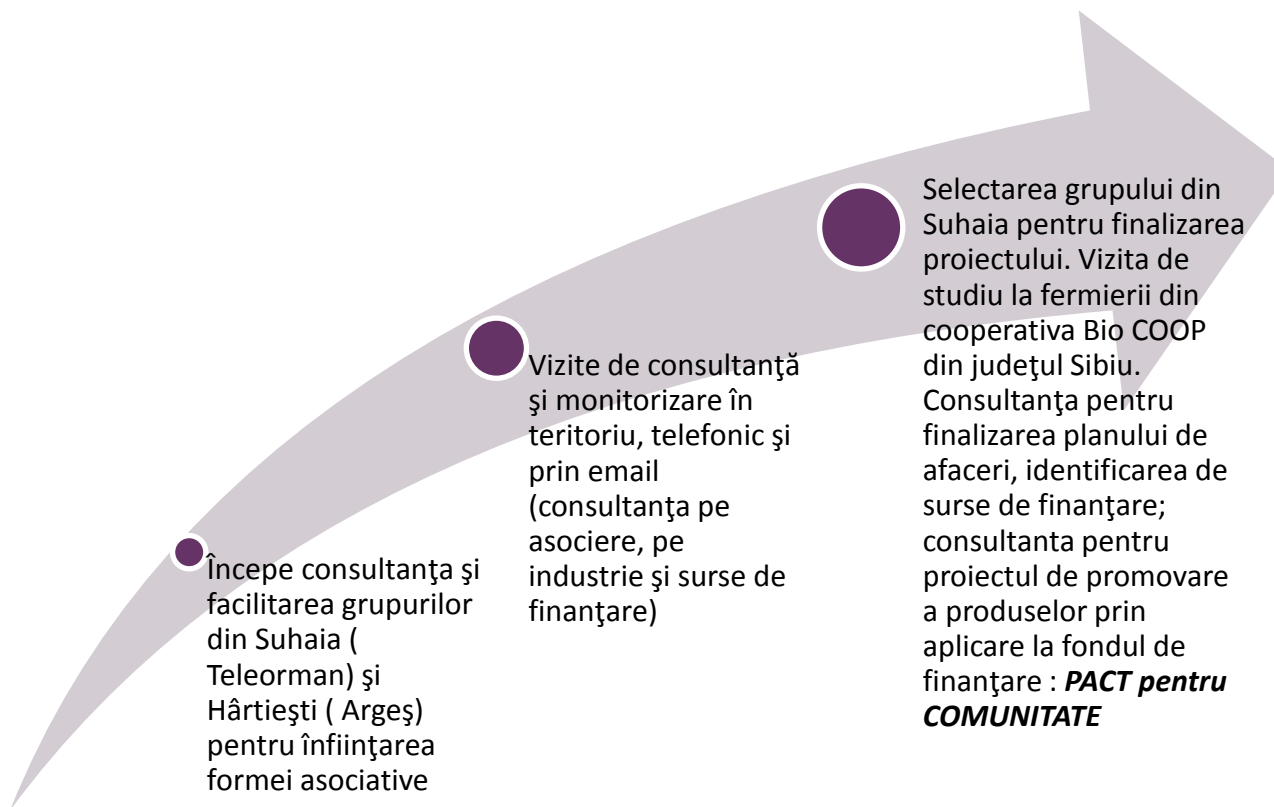 Începe consultanţa şi
facilitarea grupurilor
din Suhaia (
Teleorman) şi
Hârtieşti ( Argeş)
pentru înfiinţarea
formei asociative
Vizite de consultanţă
şi monitorizare în
teritoriu, telefonic şi
prin email
(consultanţa pe
asociere, pe
industrie şi surse de
finanţare)
Selectarea grupului din
Suhaia pentru finalizarea
proiectului. Vizita de
studiu la fermierii din
cooperativa Bio COOP
din judeţul Sibiu.
Consultanţa pentru
finalizarea planului de
afaceri, identificarea de
surse de finanţare;
consultanta pentru
proiectul de promovare
a produselor prin
aplicare la fondul de
finanţare : PACT pentru
COMUNITATE